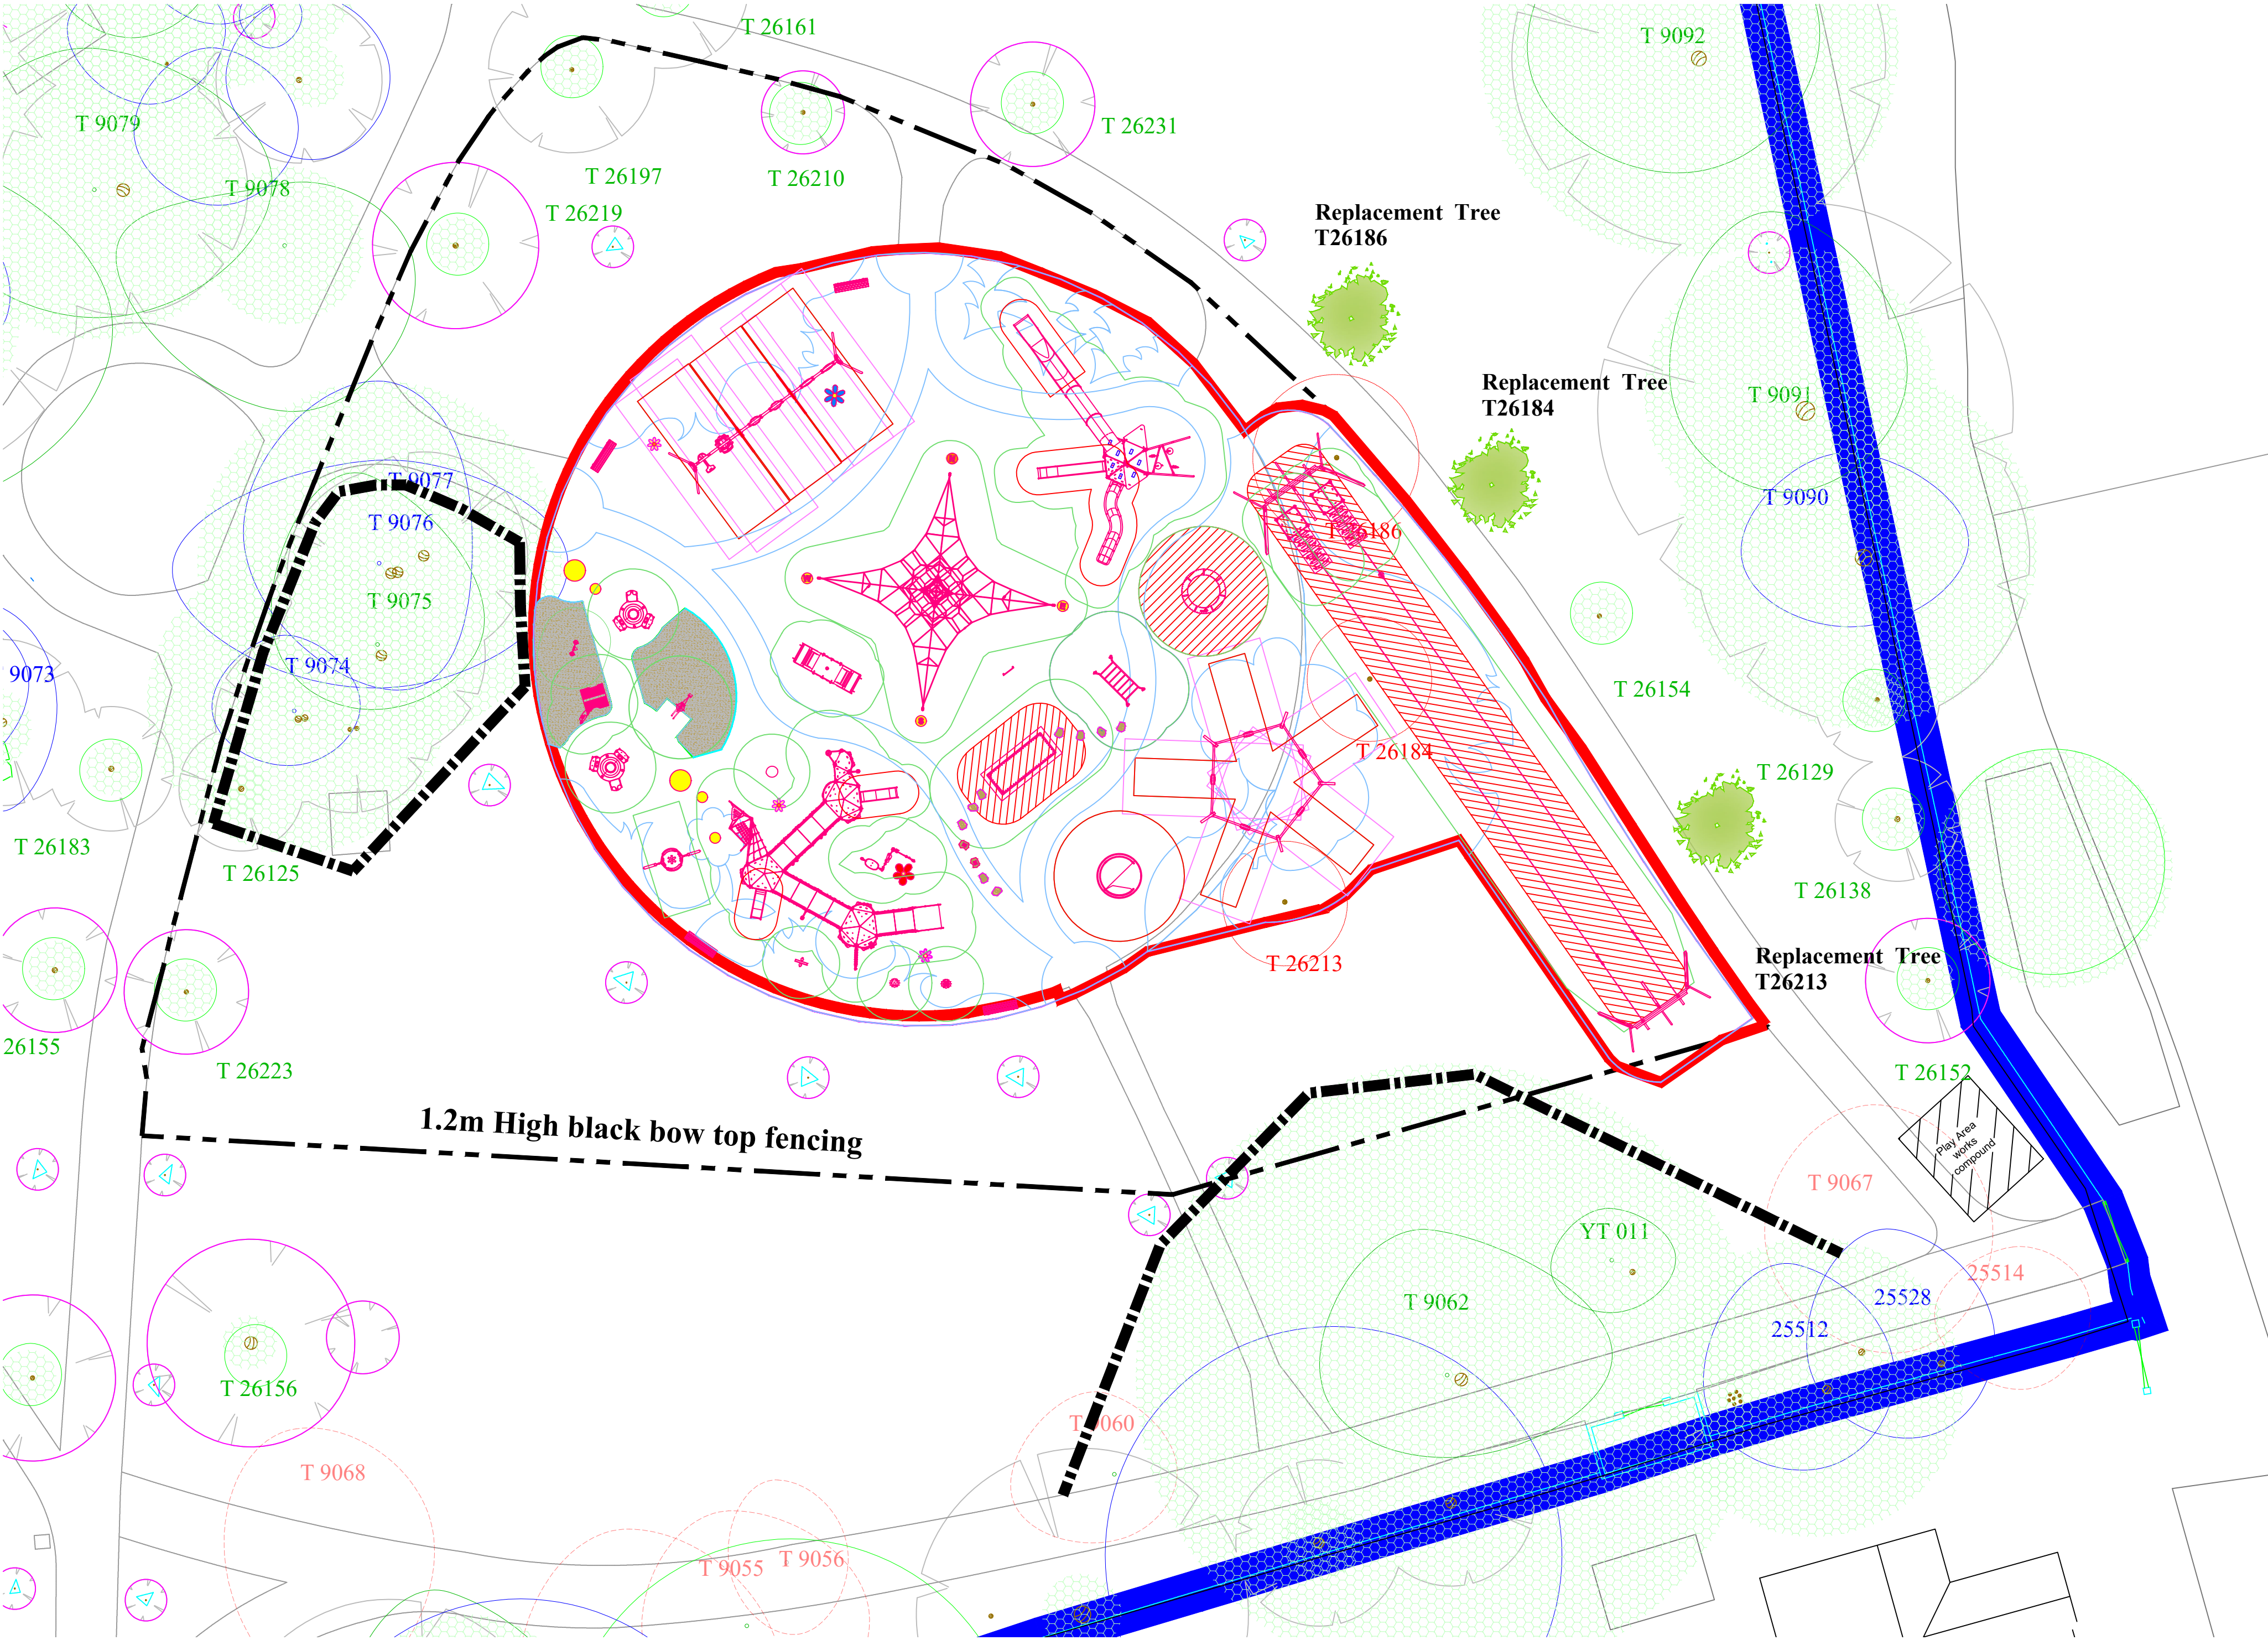 T 26161
T 9092
T 9079
T 26231
T 26197
T 26210
T 9078
T 26219
Replacement Tree
T26186
Replacement Tree
T26184
T 9091
T 9077
T 9076
T 9090
T 26186
T 9075
T 9074
9073
T 26154
T 26184
T 26129
T 26183
T 26125
T 26138
T 26213
Replacement Tree
T26213
26155
T 26223
T 26152
1.2m High black bow top fencing
Play Area
works
compound
T 9067
YT 011
25514
T 9062
25528
25512
T 26156
T 9060
T 9068
T 9055
T 9056